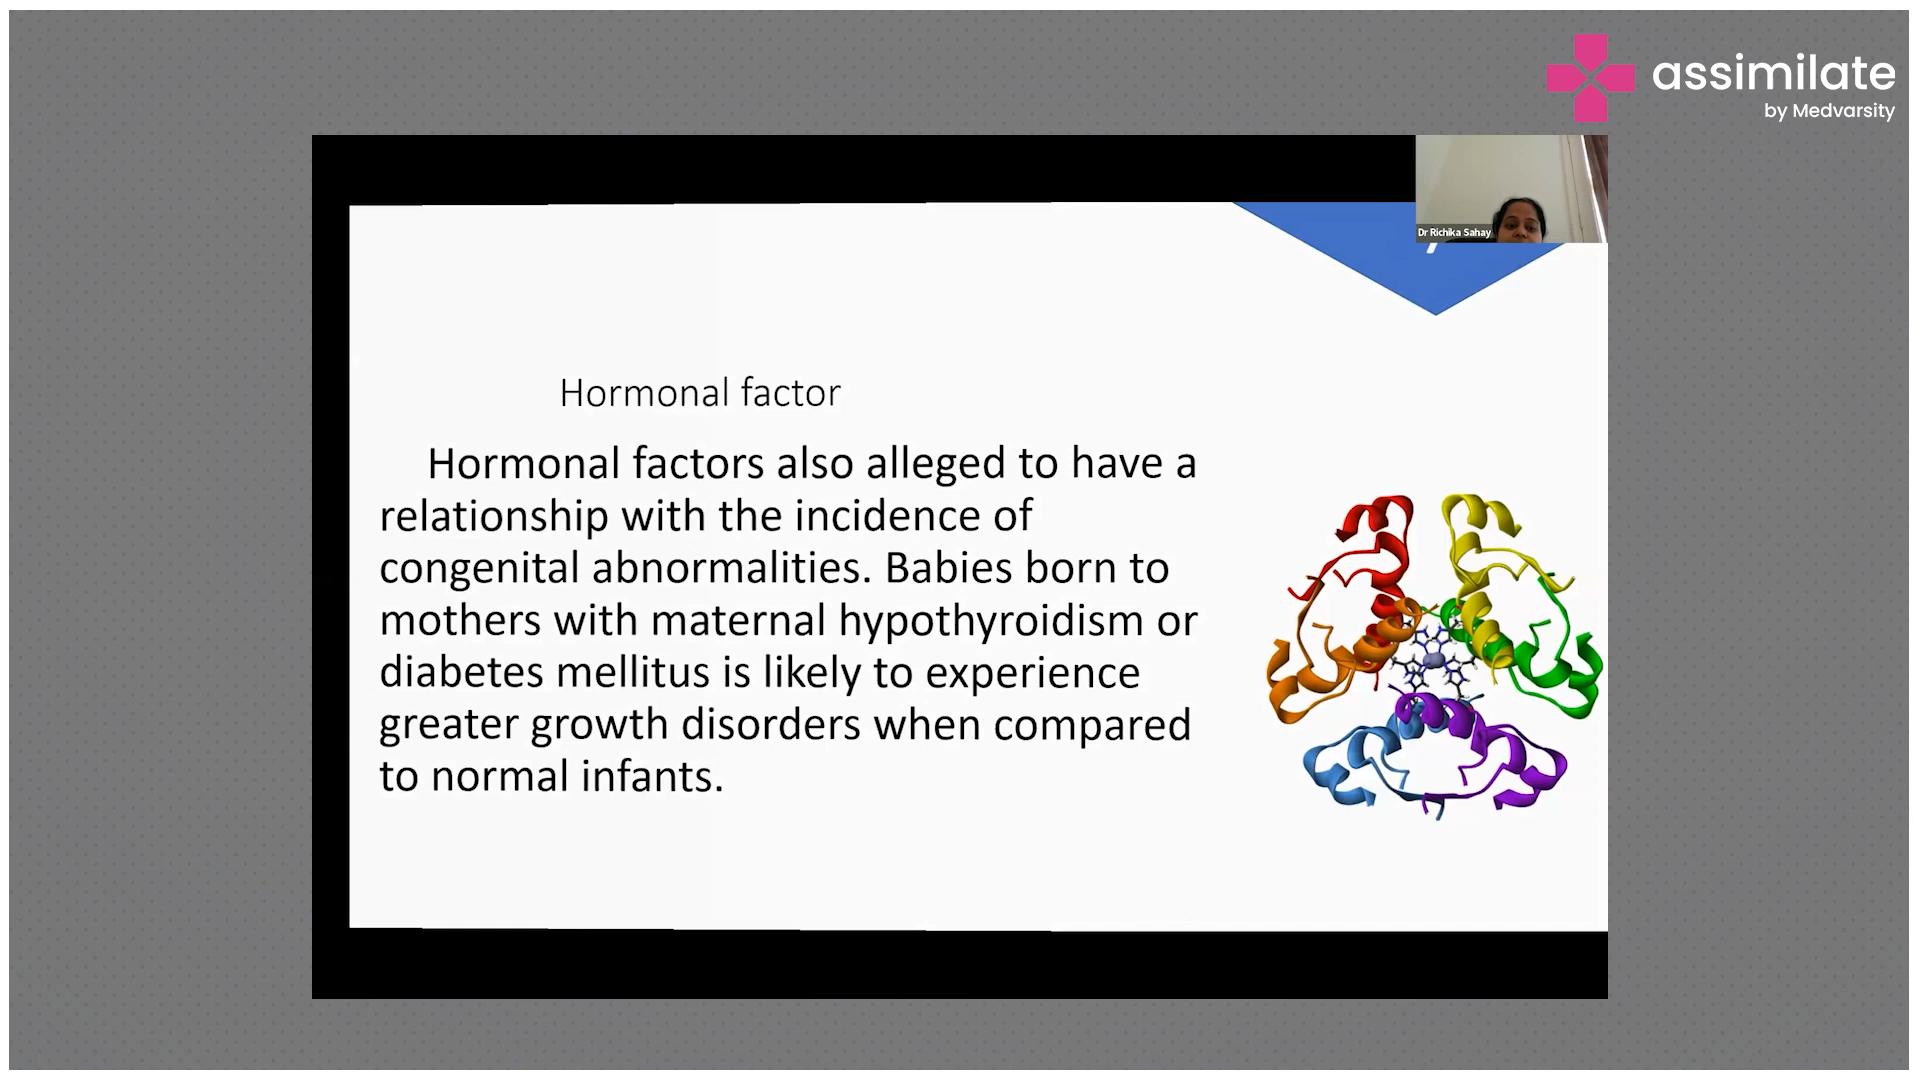 assimilate
by Medvarsity
Dr Richika Sahay
Hormonal factor
Hormonal factors also alleged to have a
relationship with the incidence of
congenital abnormalities. Babies born to
mothers with maternal hypothyroidism or
diabetes mellitus is likely to experience
greater growth disorders when compared
to normal infants.